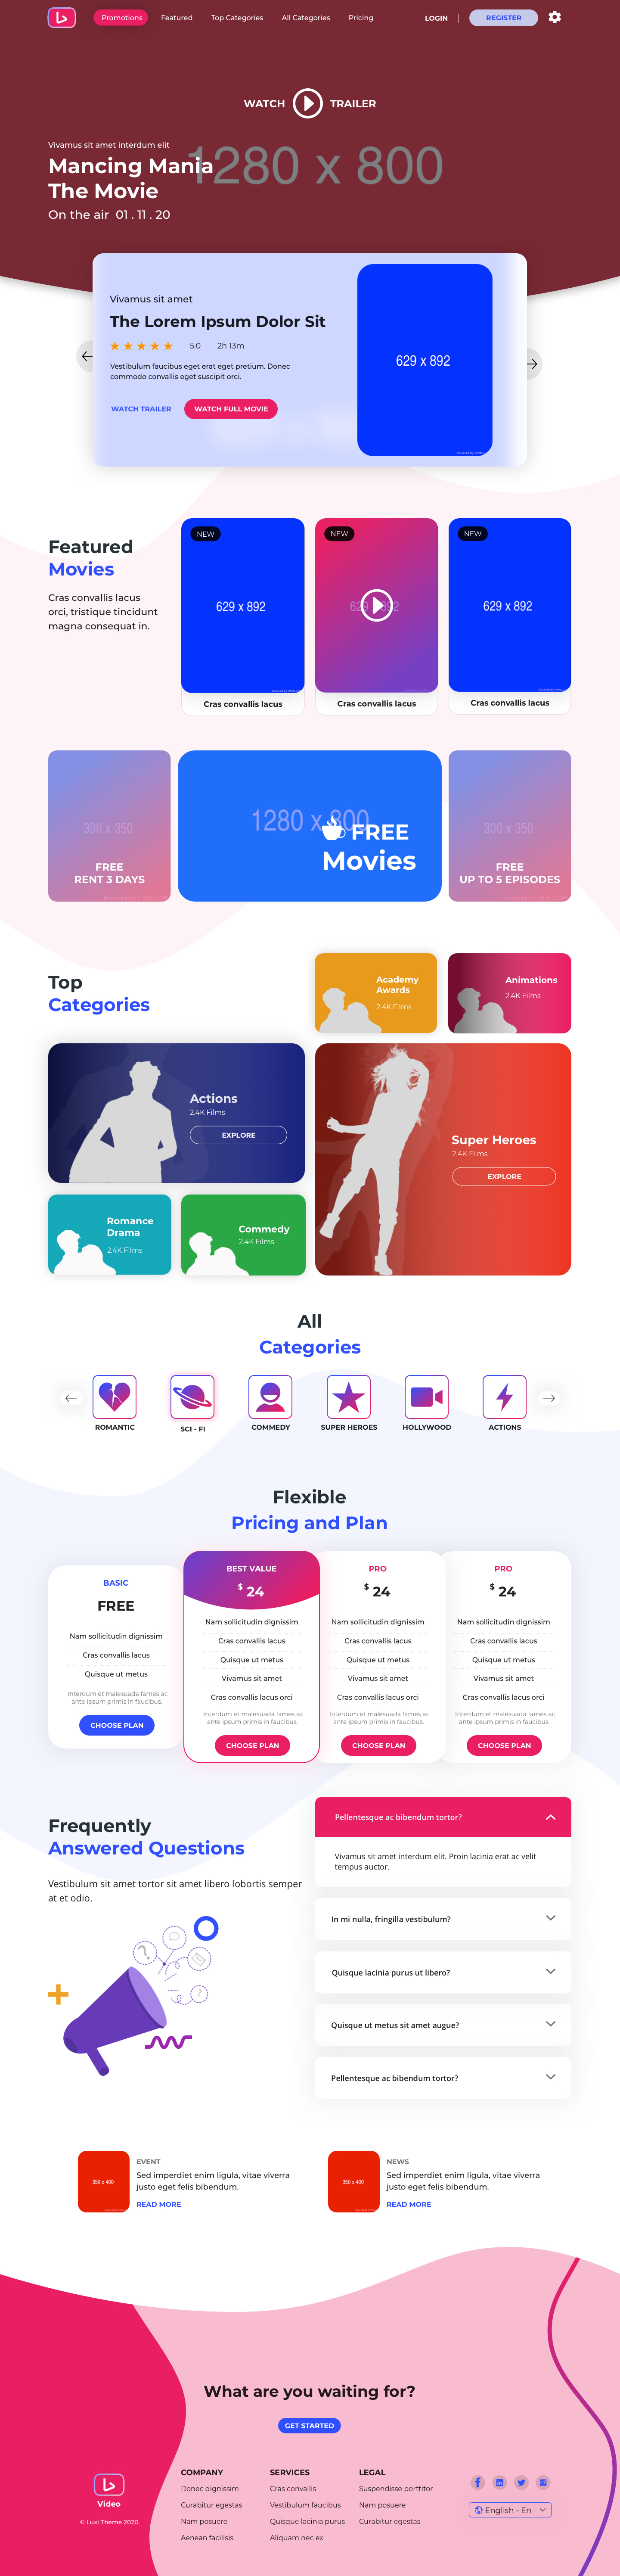 Promotions
Featured
Top Categories
All Categories
Pricing
LOGIN
REGISTER
WATCH TRAILER
1280 x 800
Vivamus sit amet interdum elit
Mancing Mania
The Movie
On the air 01 . 11 . 20
Vivamus sit amet
The Lorem Ipsum Dolor Sit
5.0 | 2h 13m
Vestibulum faucibus eget erat eget pretium. Donec
commodo convallis eget suscipit orci.
WATCH TRAILER
WATCH FULL MOVIE
629 x 892
Featured
Movies
Cras convallis lacus
orci, tristique tincidunt
magna consequat in.
NEW
629 x 892
Cras convallis lacus
NEW
629 x 892
Cras convallis lacus
NEW
629 x 892
Cras convallis lacus
300 x 350
FREE
RENT 3 DAYS
1280 x 800
FREE
Movies
300 x 350
FREE
UP TO 5 EPISODES
Top
Categories
Academy
Awards
2.4K Films
Animations
2.4K Films
Actions
2.4K Films
EXPLORE
Super Heroes
2.4K Films
EXPLORE
Romance
Drama
2.4K Films
Commedy
2.4K Films
All
Categories
ROMANTIC
SCI - FI
COMMEDY
SUPER HEROES
HOLLYWOOD
ACTIONS
Flexible
Pricing and Plan
BASIC
FREE
Nam sollicitudin dignissim
Cras convallis lacus
Quisque ut metus
Interdum et malesuada fames ac
ante ipsum primis in faucibus.
CHOOSE PLAN
BEST VALUE
$ 24
Nam sollicitudin dignissim
Cras convallis lacus
Quisque ut metus
Vivamus sit amet
Cras convallis lacus orci
Interdum et malesuada fames ac
ante ipsum primis in faucibus.
CHOOSE PLAN
PRO
$ 24
Nam sollicitudin dignissim
Cras convallis lacus
Quisque ut metus
Vivamus sit amet
Cras convallis lacus orci
Interdum et malesuada fames ac
ante ipsum primis in faucibus.
CHOOSE PLAN
PRO
$ 24
Nam sollicitudin dignissim
Cras convallis lacus
Quisque ut metus
Vivamus sit amet
Cras convallis lacus orci
Interdum et malesuada fames ac
ante ipsum primis in faucibus.
CHOOSE PLAN
Frequently
Answered Questions
Vestibulum sit amet tortor sit amet libero lobortis semper
at et odio.
Pellentesque ac bibendum tortor?
Vivamus sit amet interdum elit. Proin lacinia erat ac velit
tempus auctor.
In mi nulla, fringilla vestibulum?
Quisque lacinia purus ut libero?
Quisque ut metus sit amet augue?
Pellentesque ac bibendum tortor?
350 x 400
EVENT
Sed imperdiet enim ligula, vitae viverra
justo eget felis bibendum.
READ MORE
350 x 400
NEWS
Sed imperdiet enim ligula, vitae viverra
justo eget felis bibendum.
READ MORE
What are you waiting for?
GET STARTED
Video
© Luxi Theme 2020
COMPANY
Donec dignissim
Curabitur egestas
Nam posuere
Aenean facilisis
SERVICES
Cras convallis
Vestibulum faucibus
Quisque lacinia purus
Aliquam nec ex
LEGAL
Suspendisse porttitor
Nam posuere
Curabitur egestas
English - En